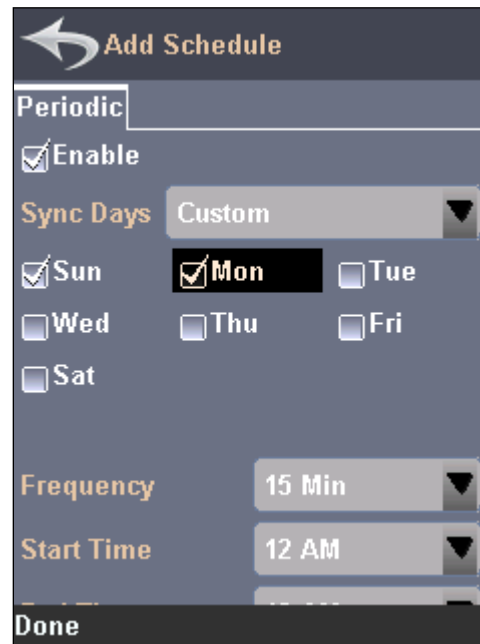 Add Schedule
Periodic
Enable
Sync Days Custom
Sun Mon Tue
Wed Thu Fri
Sat
Frequency 15 Min
Start Time 12 AM
Done